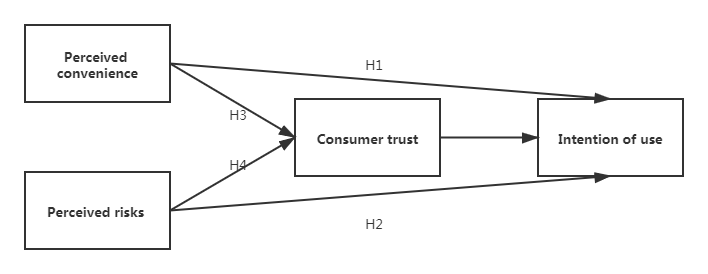 Perceived
convenience
H1
H3
Consumer trust
Intention of use
H4
Perceived risks
H2